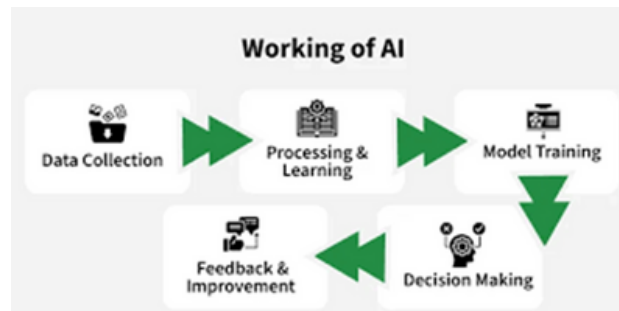 Working of AI
Data Collection
Processing &
Learning
Model Training
Decision Making
Feedback &
Improvement